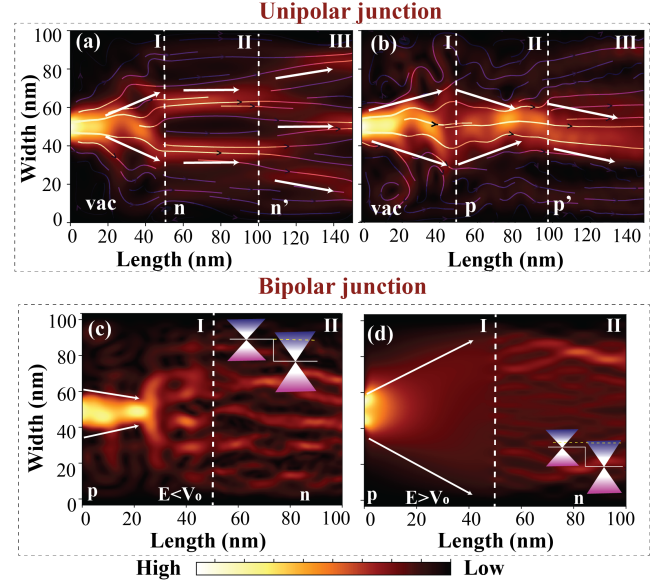 Unipolar junction
(a) I II III
(b) I II III
Width (nm)
100
80
60
40
20
0
vac n n’
vac p p’
0 20 40 60 80 100 120 140
0 20 40 60 80 100 120 140
Length (nm)
Length (nm)
Bipolar junction
(c) I II
(d) I II
Width (nm)
100
80
60
40
20
0
p E<V₀ n
p E>V₀ n
0 20 40 60 80 100
0 20 40 60 80 100
Length (nm)
Length (nm)
High Low